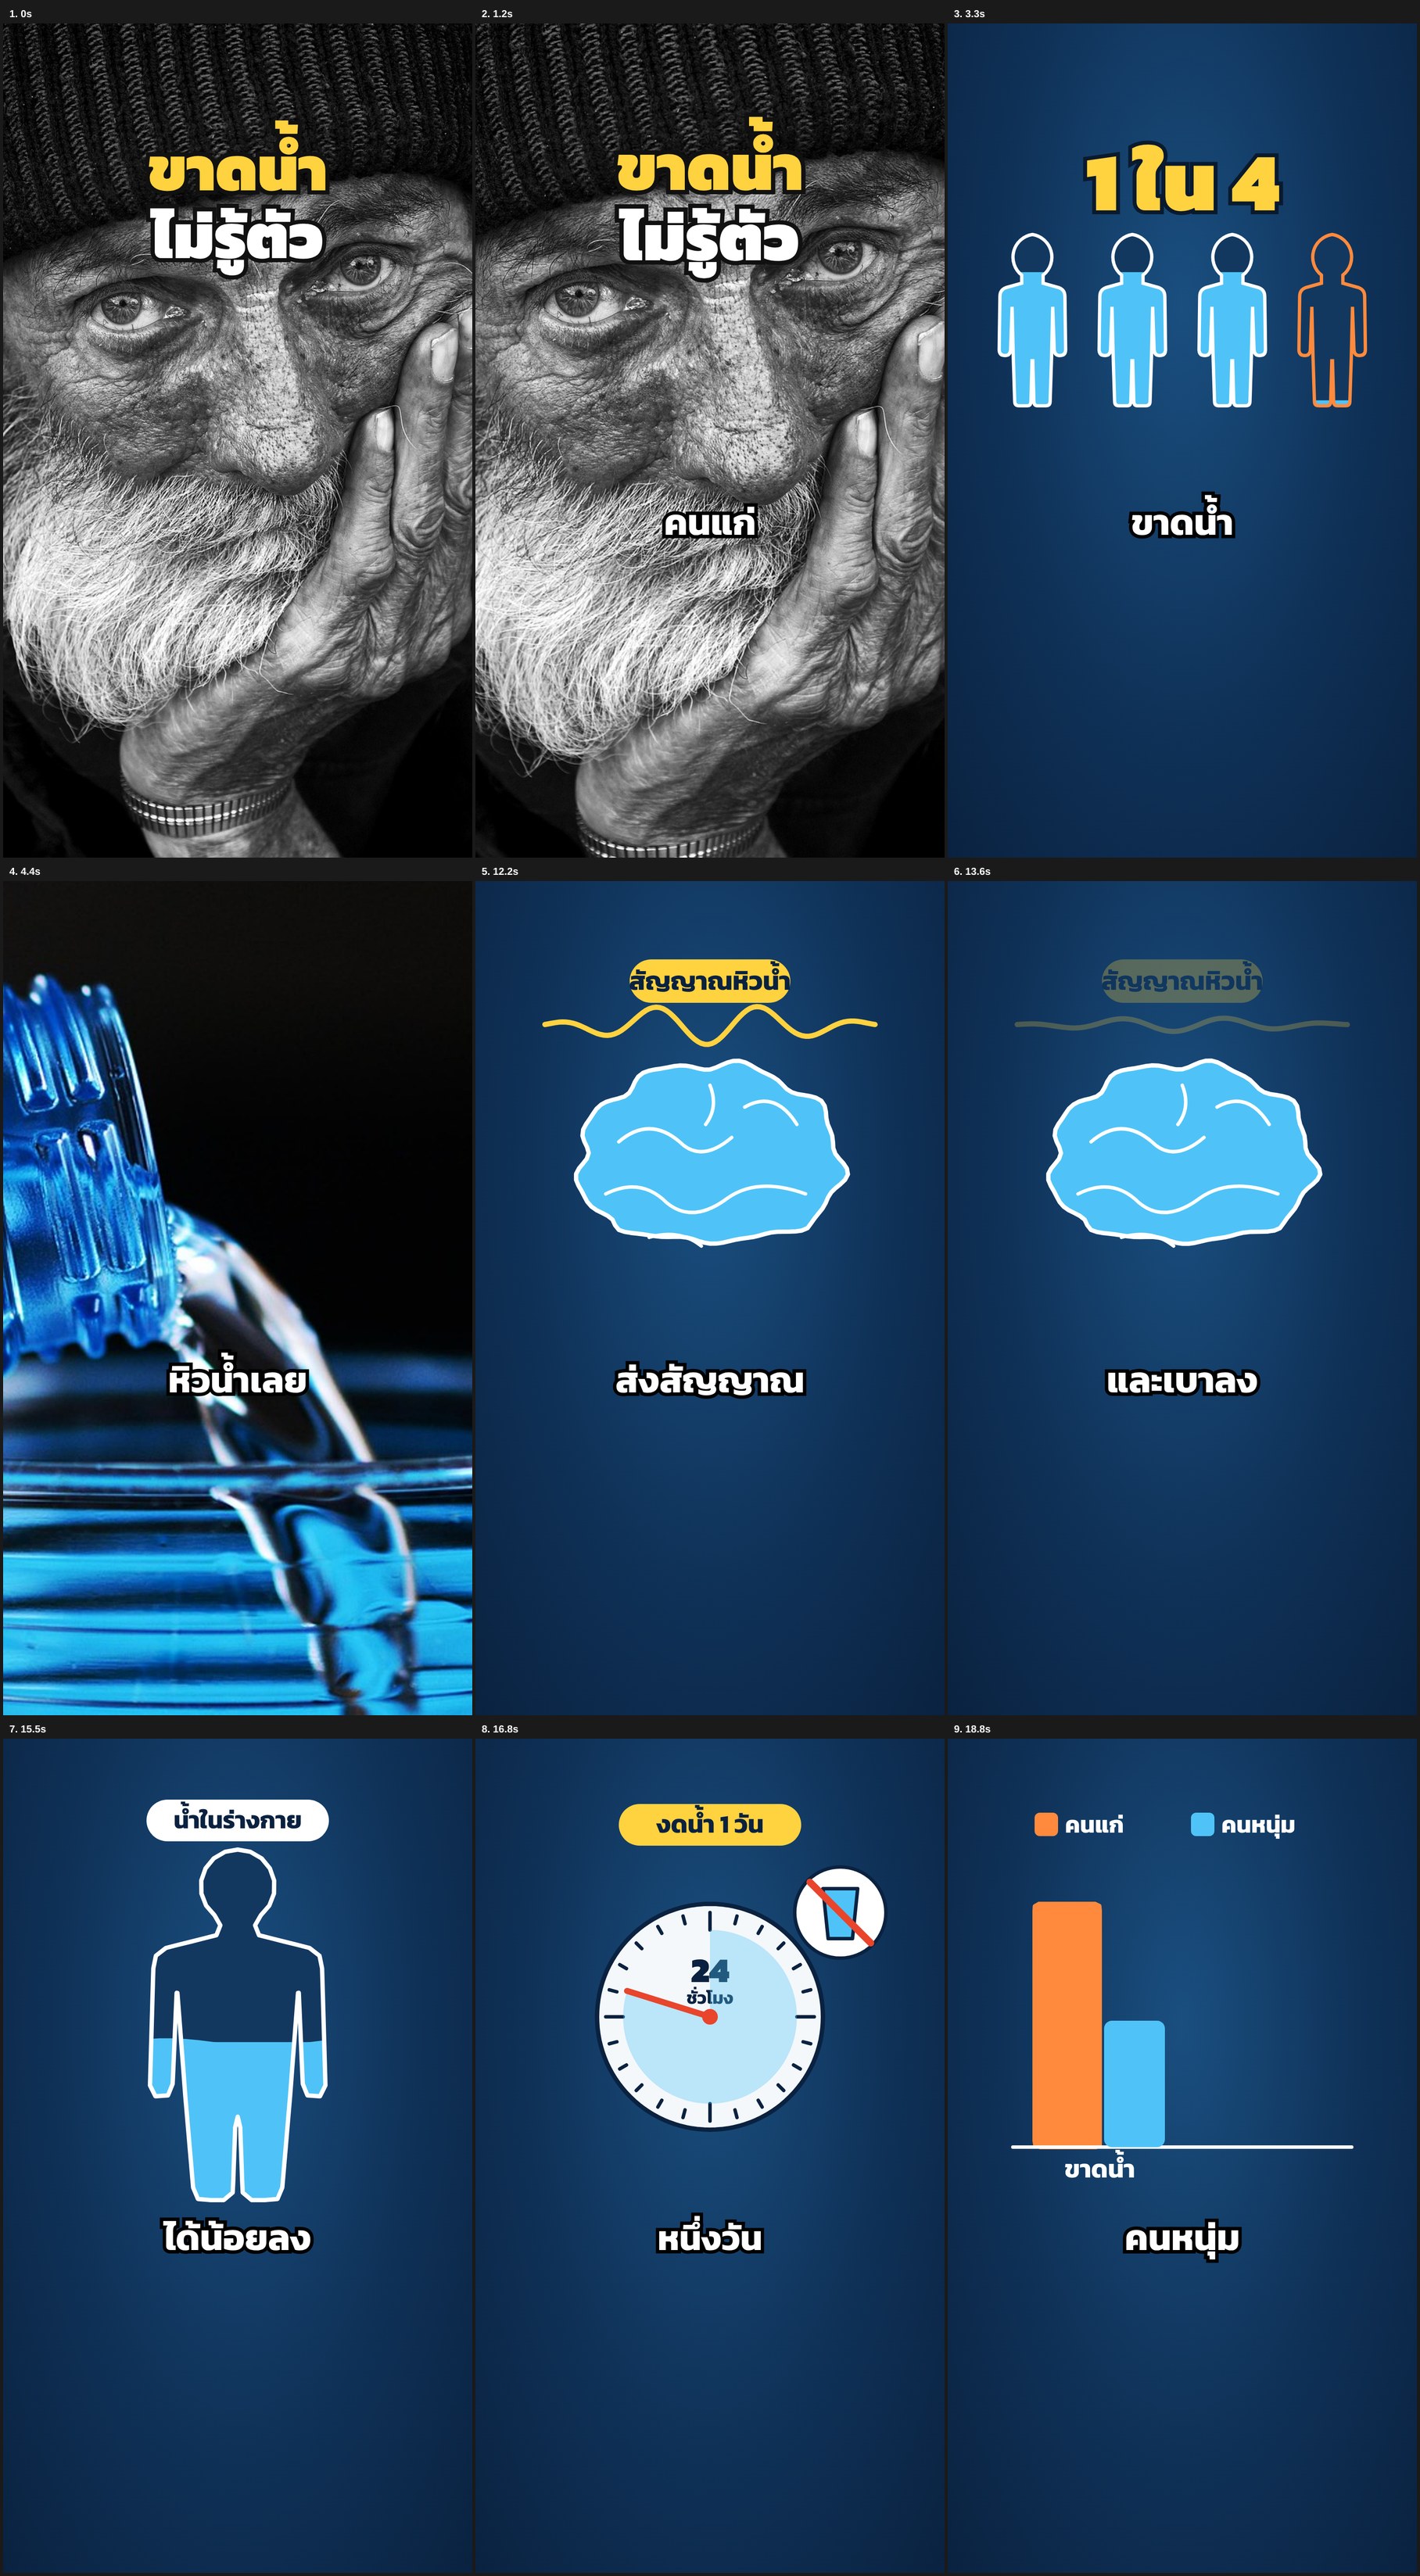 1. 0s
ขาดน้ำ
ไม่รู้ตัว
2. 1.2s
ขาดน้ำ
ไม่รู้ตัว
คนแก่
3. 3.3s
1 ใน 4
ขาดน้ำ
4. 4.4s
หิวน้ำเลย
5. 12.2s
สัญญาณหิวน้ำ
ส่งสัญญาณ
6. 13.6s
สัญญาณหิวน้ำ
และเบาลง
7. 15.5s
น้ำในร่างกาย
ได้น้อยลง
8. 16.8s
งดน้ำ 1 วัน
24
ชั่วโมง
หนึ่งวัน
9. 18.8s
คนแก่
คนหนุ่ม
ขาดน้ำ
คนหนุ่ม